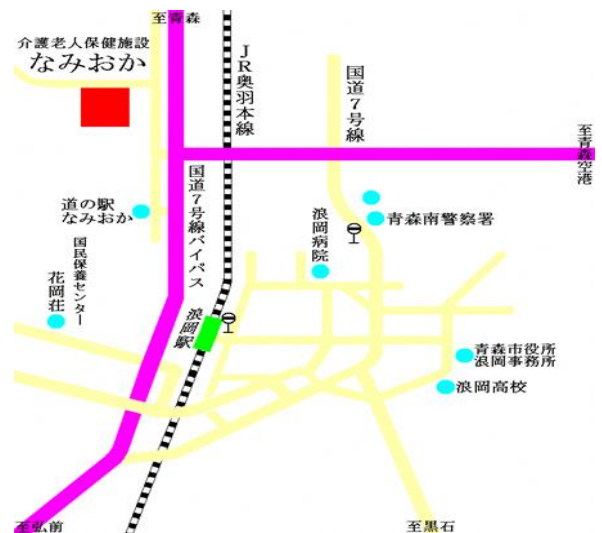 至青森
介護老人保健施設
なみおか
JR奥羽本線
国道7号線
至青森空港
国道7号線バイパス
道の駅
なみおか
青森南警察署
浪岡病院
国民保養センター
花岡荘
浪岡駅
青森市役所
浪岡事務所
浪岡高校
至弘前
至黒石